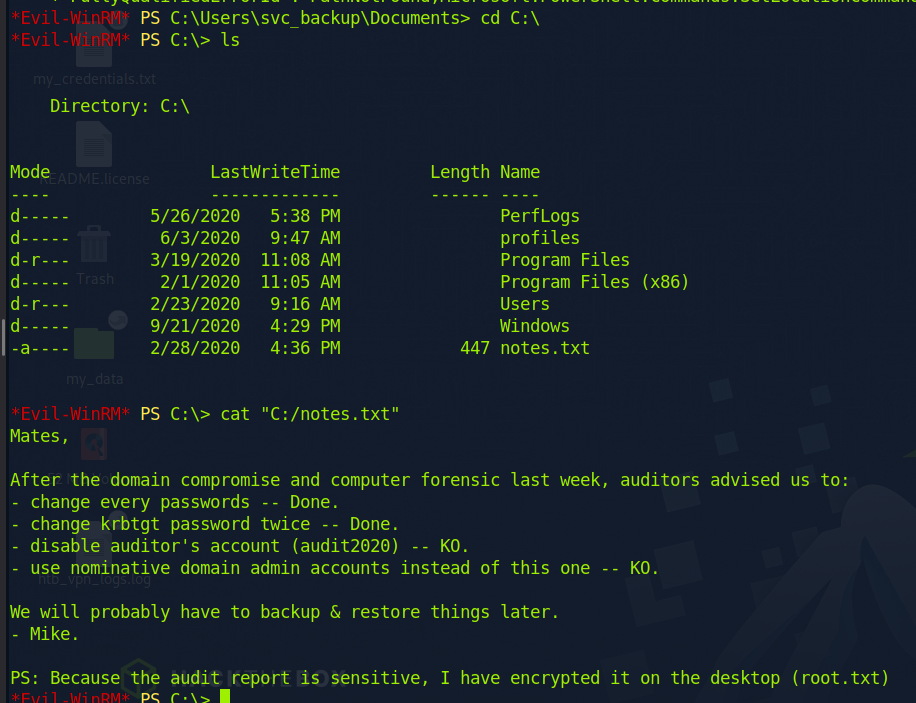 *Evil-WinRM* PS C:\Users\svc_backup\Documents> cd C:\
*Evil-WinRM* PS C:\> ls
my_credentials.txt
Directory: C:\
Mode LastWriteTime Length Name
README.license
---- ------------- ------ ----
d----- 5/26/2020 5:38 PM PerfLogs
d----- 6/3/2020 9:47 AM profiles
d-r--- 3/19/2020 11:08 AM Program Files
Trash
d----- 2/1/2020 11:05 AM Program Files (x86)
d-r--- 2/23/2020 9:16 AM Users
d----- 9/21/2020 4:29 PM Windows
-a---- 2/28/2020 4:36 PM 447 notes.txt
my_data
*Evil-WinRM* PS C:\> cat "C:/notes.txt"
Mates,
After the domain compromise and computer forensic last week, auditors advised us to:
- change every passwords -- Done.
- change krbtgt password twice -- Done.
- disable auditor's account (audit2020) -- KO.
- use nominative domain admin accounts instead of this one -- KO.
htb_vpn_logs.log
We will probably have to backup & restore things later.
- Mike.
HACKTHEBOX
PS: Because the audit report is sensitive, I have encrypted it on the desktop (root.txt)
*Evil-WinRM* PS C:\>